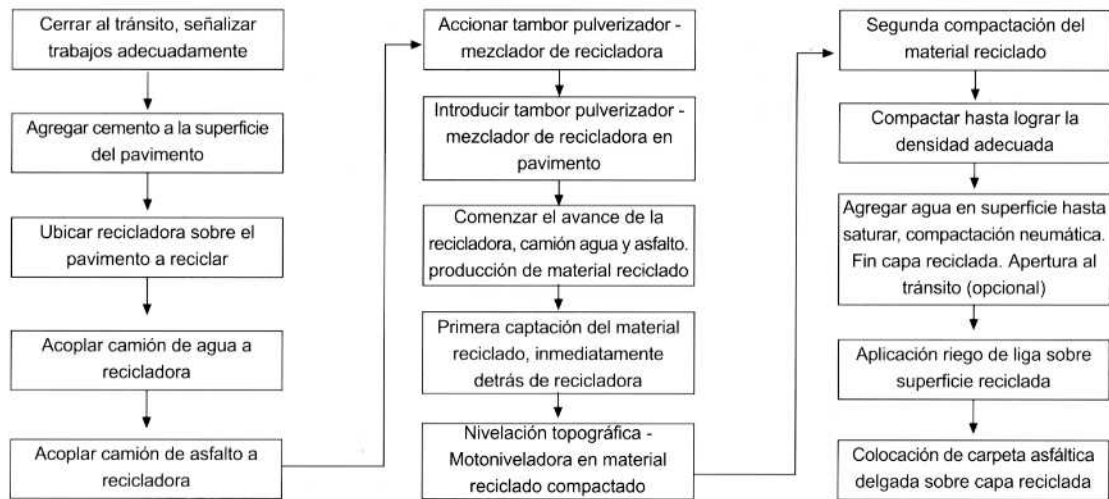 Cerrar al tránsito, señalizar
trabajos adecuadamente
Agregar cemento a la superficie
del pavimento
Ubicar recicladora sobre el
pavimento a reciclar
Acoplar camión de agua a
recicladora
Acoplar camión de asfalto a
recicladora
Accionar tambor pulverizador -
mezclador de recicladora
Introducir tambor pulverizador -
mezclador de recicladora en
pavimento
Comenzar el avance de la
recicladora, camión agua y asfalto.
producción de material reciclado
Primera captación del material
reciclado, inmediatamente
detrás de recicladora
Nivelación topográfica -
Motoniveladora en material
reciclado compactado
Segunda compactación del
material reciclado
Compactar hasta lograr la
densidad adecuada
Agregar agua en superficie hasta
saturar, compactación neumática.
Fin capa reciclada. Apertura al
tránsito (opcional)
Aplicación riego de liga sobre
superficie reciclada
Colocación de carpeta asfáltica
delgada sobre capa reciclada